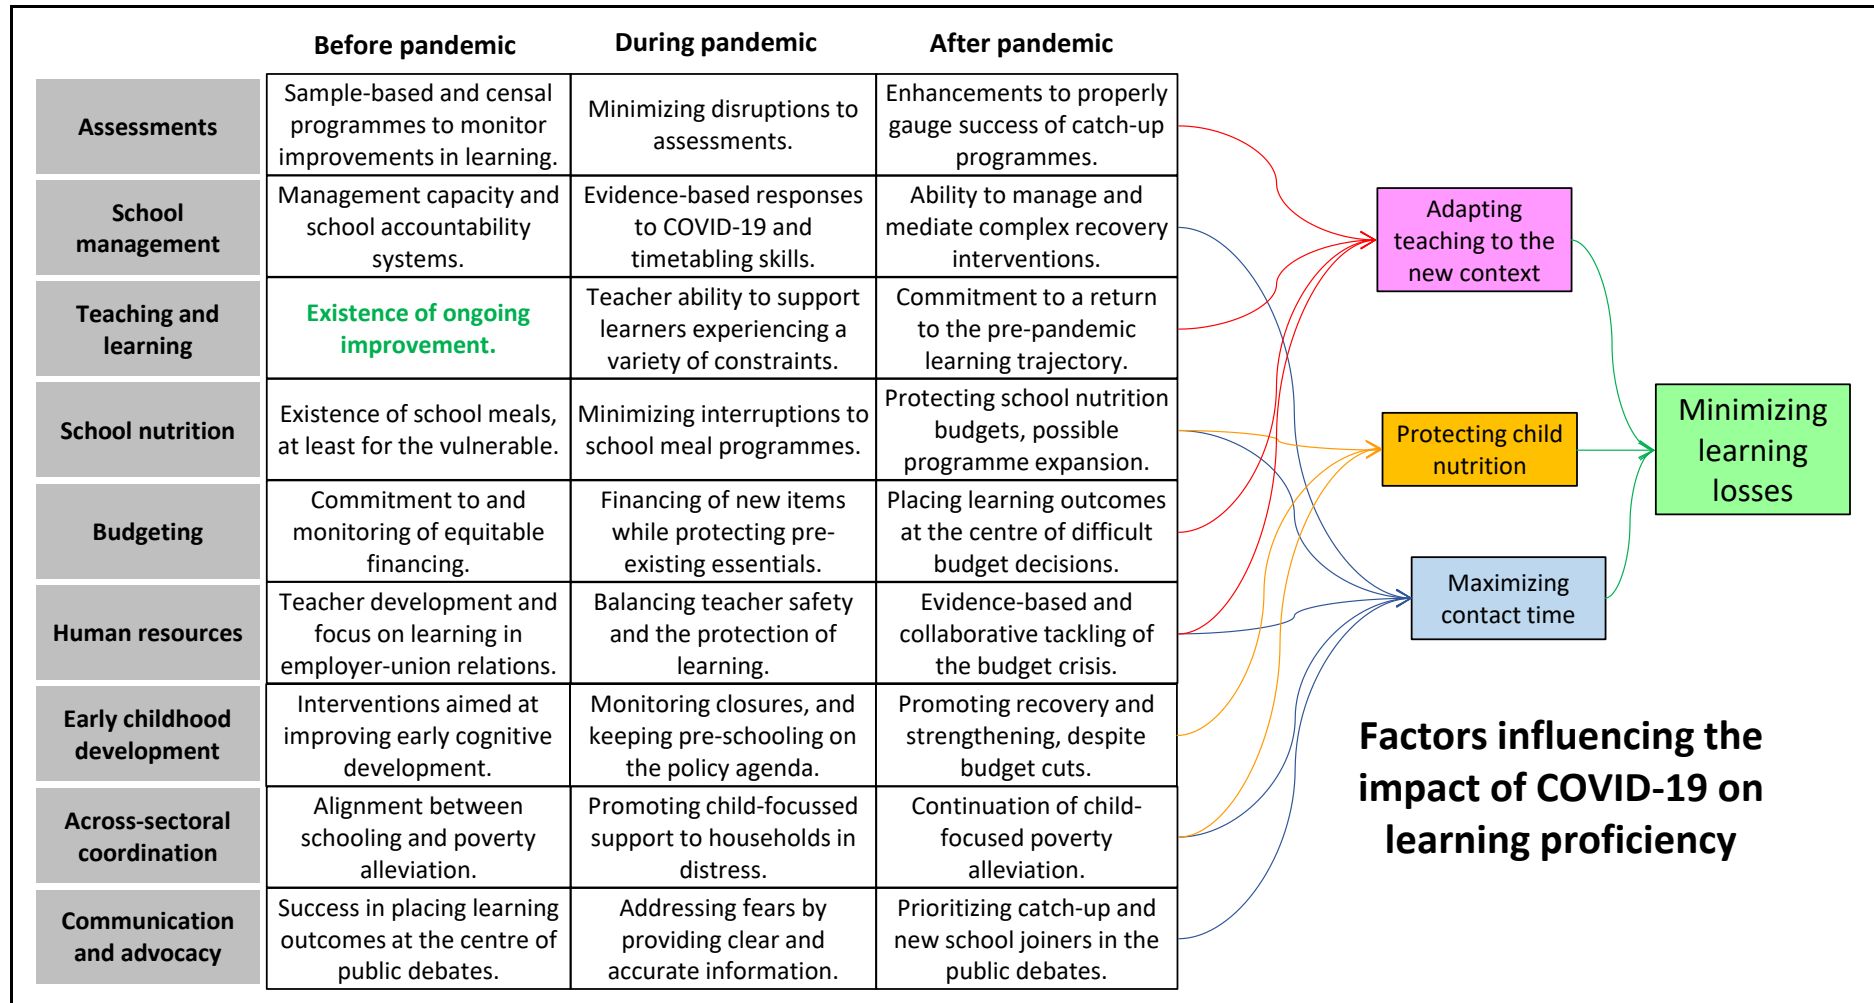 Before pandemic
During pandemic
After pandemic
Assessments
Sample-based and censal
programmes to monitor
improvements in learning.
Minimizing disruptions to
assessments.
Enhancements to properly
gauge success of catch-up
programmes.
School
management
Management capacity and
school accountability
systems.
Evidence-based responses
to COVID-19 and
timetabling skills.
Ability to manage and
mediate complex recovery
interventions.
Teaching and
learning
Existence of ongoing
improvement.
Teacher ability to support
learners experiencing a
variety of constraints.
Commitment to a return
to the pre-pandemic
learning trajectory.
School nutrition
Existence of school meals,
at least for the vulnerable.
Minimizing interruptions to
school meal programmes.
Protecting school nutrition
budgets, possible
programme expansion.
Budgeting
Commitment to and
monitoring of equitable
financing.
Financing of new items
while protecting pre-
existing essentials.
Placing learning outcomes
at the centre of difficult
budget decisions.
Human resources
Teacher development and
focus on learning in
employer-union relations.
Balancing teacher safety
and the protection of
learning.
Evidence-based and
collaborative tackling of
the budget crisis.
Early childhood
development
Interventions aimed at
improving early cognitive
development.
Monitoring closures, and
keeping pre-schooling on
the policy agenda.
Promoting recovery and
strengthening, despite
budget cuts.
Across-sectoral
coordination
Alignment between
schooling and poverty
alleviation.
Promoting child-focussed
support to households in
distress.
Continuation of child-
focused poverty
alleviation.
Communication
and advocacy
Success in placing learning
outcomes at the centre of
public debates.
Addressing fears by
providing clear and
accurate information.
Prioritizing catch-up and
new school joiners in the
public debates.
Adapting
teaching to the
new context
Protecting child
nutrition
Maximizing
contact time
Minimizing
learning
losses
Factors influencing the
impact of COVID-19 on
learning proficiency